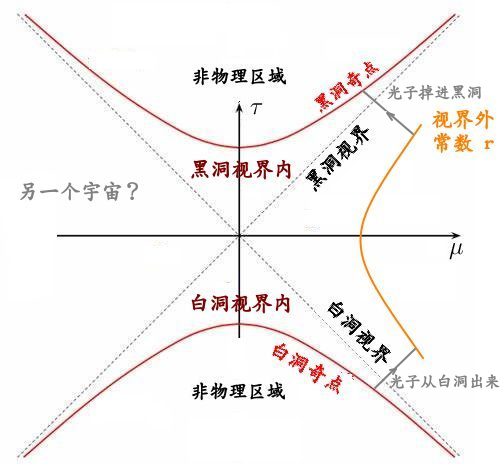 非物理区域
τ
黑洞奇点
光子掉进黑洞
视界外
常数 r
黑洞视界
黑洞视界内
另一个宇宙?
μ
白洞视界内
白洞视界
白洞奇点
光子从白洞出来
非物理区域